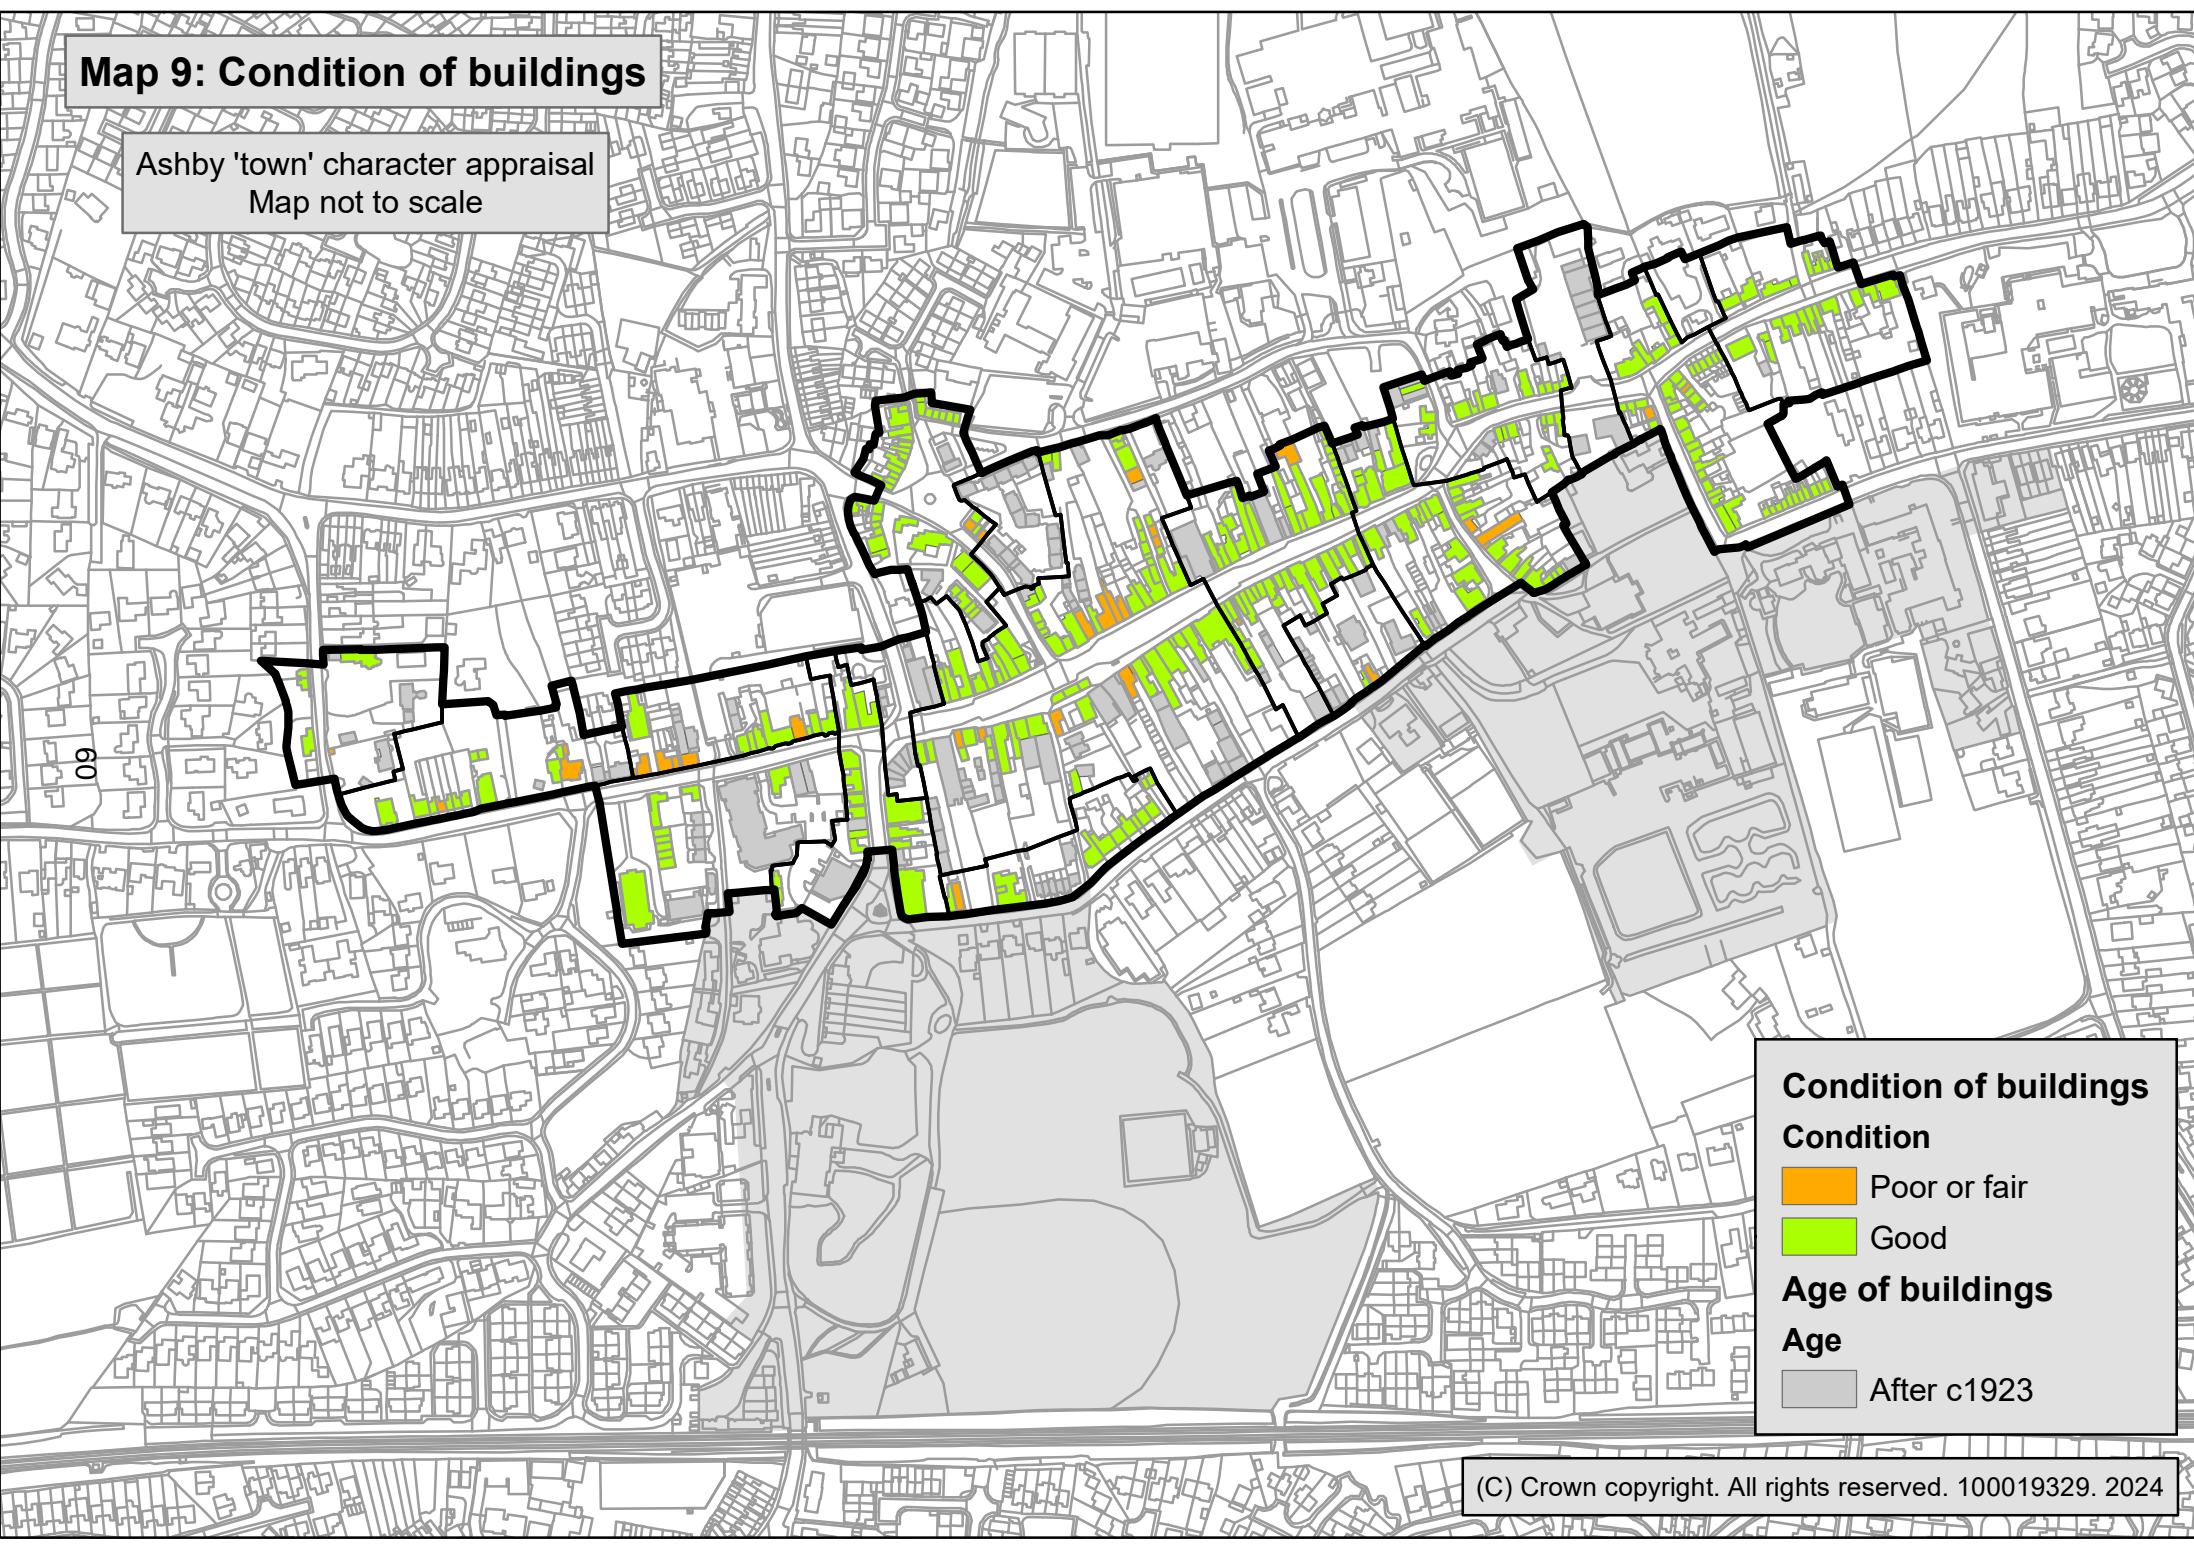 Map 9: Condition of buildings
Ashby 'town' character appraisal
Map not to scale
60
Condition of buildings
Condition
Poor or fair
Good
Age of buildings
Age
After c1923
(C) Crown copyright. All rights reserved. 100019329. 2024